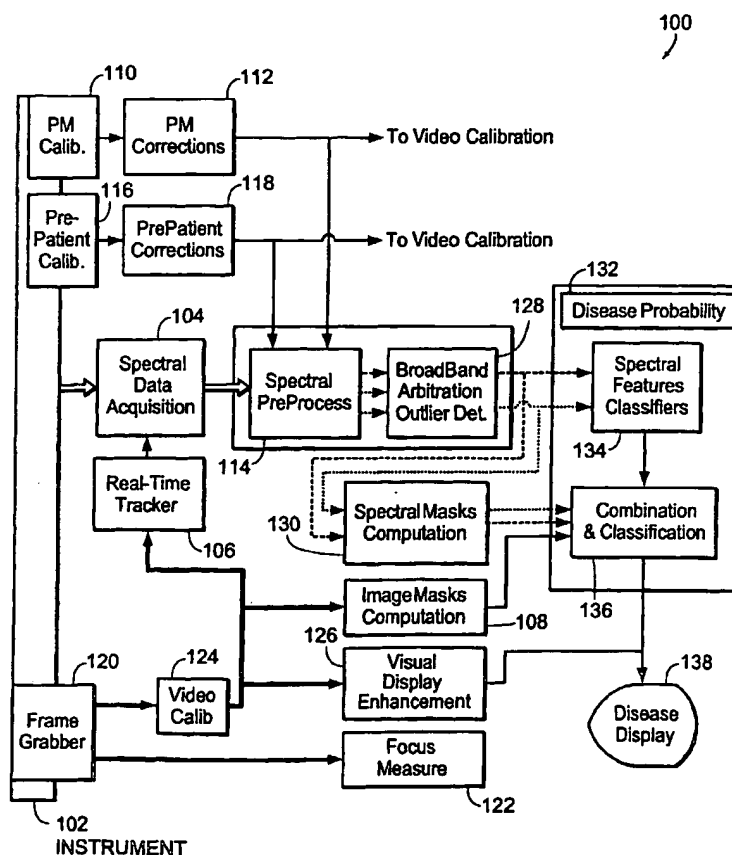 100
110
112
PM
Calib.
PM
Corrections
To Video Calibration
116
118
Pre-
Patient
Calib.
PrePatient
Corrections
To Video Calibration
132
Disease Probability
104
128
Spectral
Data
Acquisition
Spectral
PreProcess
BroadBand
Arbitration
Outlier Det.
Spectral
Features
Classifiers
114
134
Real-Time
Tracker
Spectral Masks
Computation
Combination
& Classification
106
130
136
Image Masks
Computation
108
120
124
126
138
Frame
Grabber
Video
Calib
Visual
Display
Enhancement
Disease
Display
Focus
Measure
122
102
INSTRUMENT